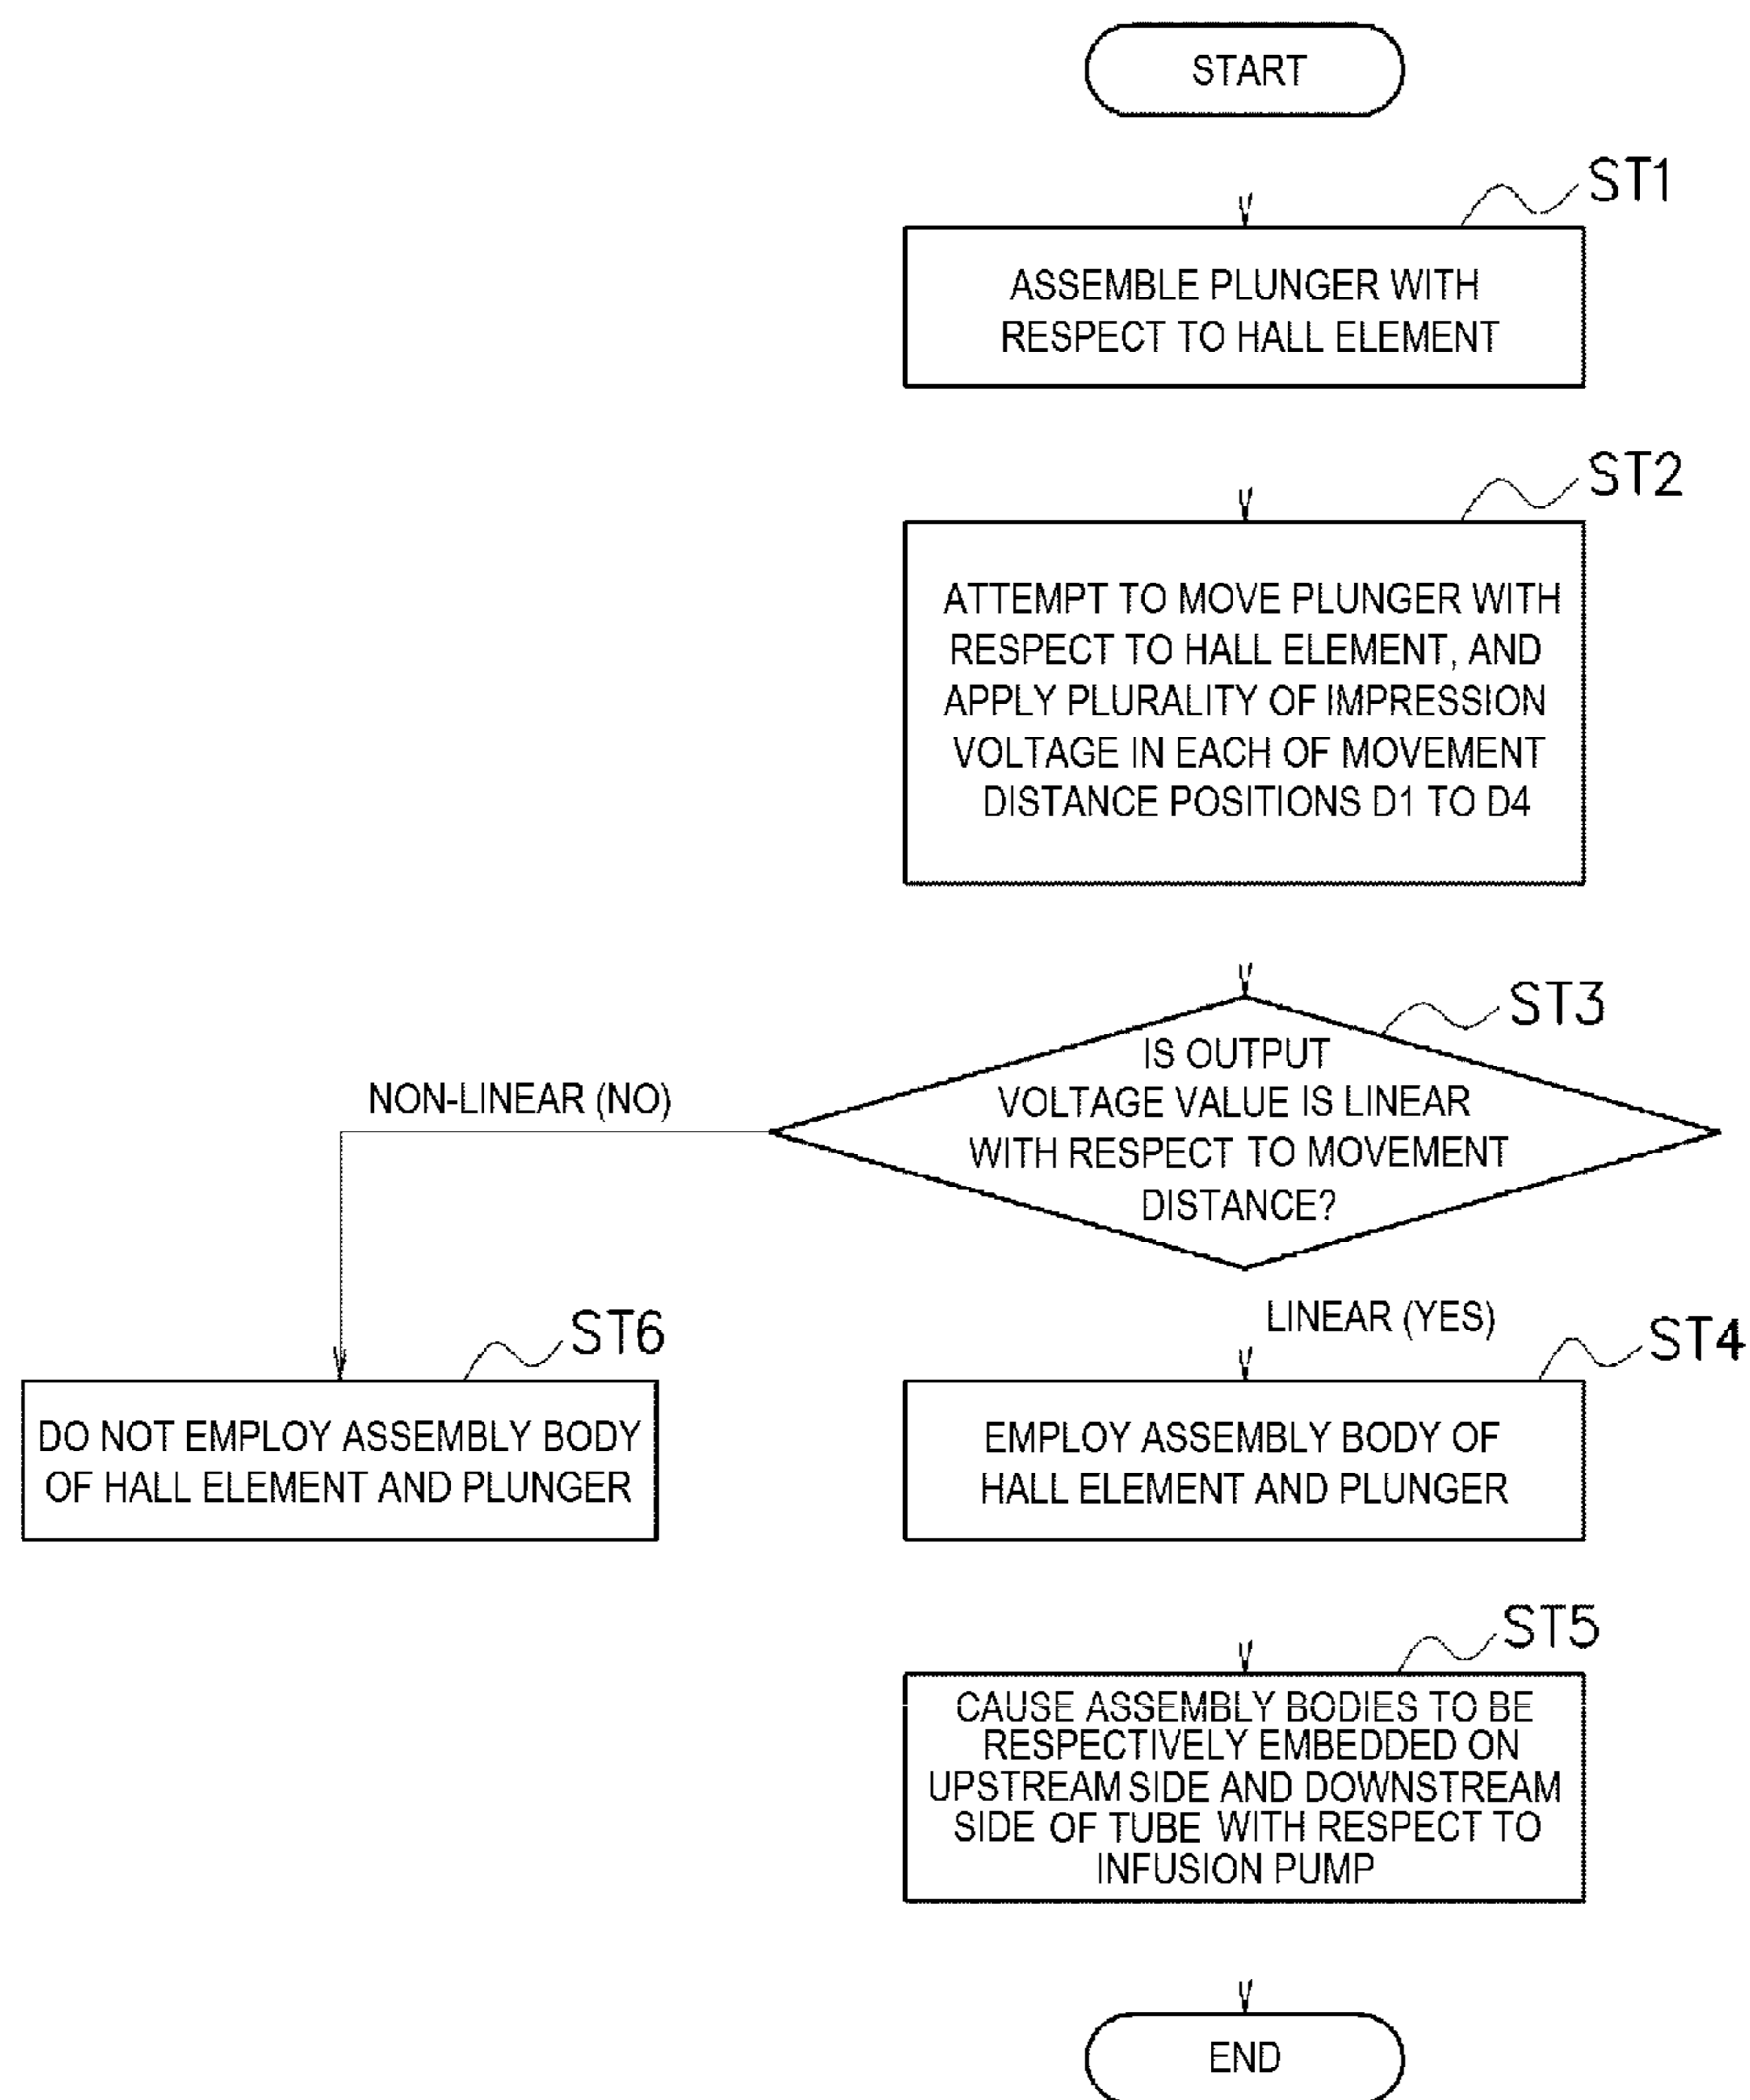 START
ST1
ASSEMBLE PLUNGER WITH
RESPECT TO HALL ELEMENT
ST2
ATTEMPT TO MOVE PLUNGER WITH
RESPECT TO HALL ELEMENT, AND
APPLY PLURALITY OF IMPRESSION
VOLTAGE IN EACH OF MOVEMENT
DISTANCE POSITIONS D1 TO D4
ST3
IS OUTPUT
VOLTAGE VALUE IS LINEAR
WITH RESPECT TO MOVEMENT
DISTANCE?
NON-LINEAR (NO)
LINEAR (YES)
ST6
DO NOT EMPLOY ASSEMBLY BODY
OF HALL ELEMENT AND PLUNGER
ST4
EMPLOY ASSEMBLY BODY OF
HALL ELEMENT AND PLUNGER
ST5
CAUSE ASSEMBLY BODIES TO BE
RESPECTIVELY EMBEDDED ON
UPSTREAM SIDE AND DOWNSTREAM
SIDE OF TUBE WITH RESPECT TO
INFUSION PUMP
END